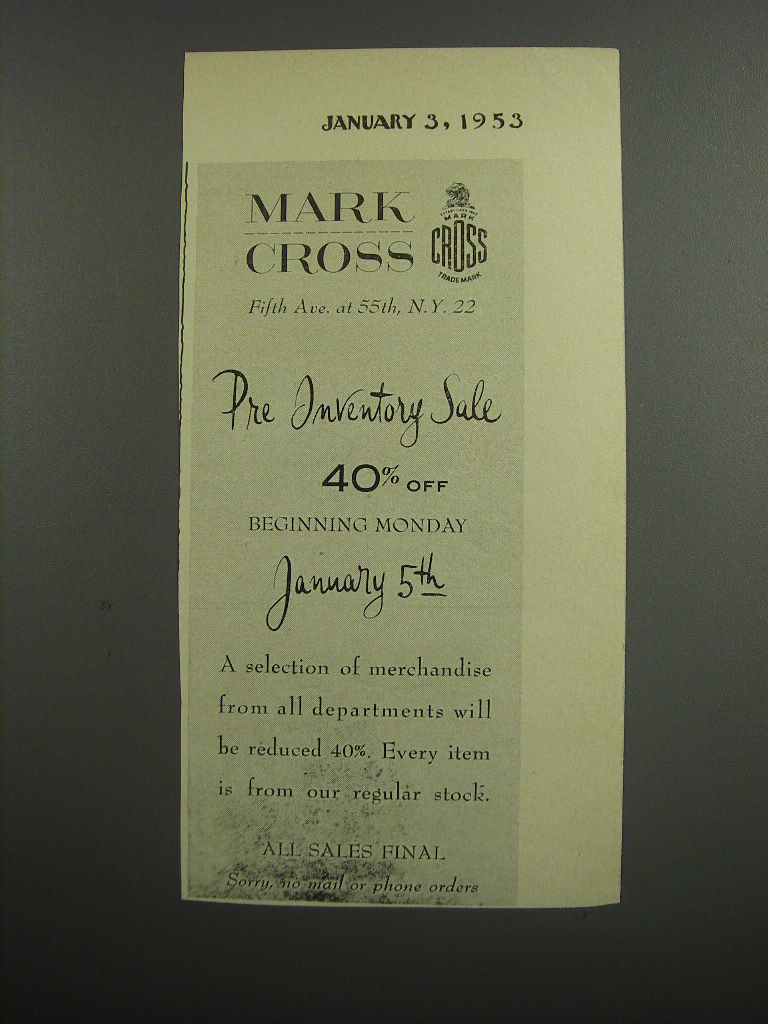 JANUARY 3, 1953
MARK
CROSS
MARK
CROSS
TRADE MARK
Fifth Ave. at 55th, N.Y. 22
Pre Inventory Sale
40% OFF
BEGINNING MONDAY
January 5th
A selection of merchandise
from all departments will
be reduced 40%. Every item
is from our regular stock.
ALL SALES FINAL
Sorry, no mail or phone orders